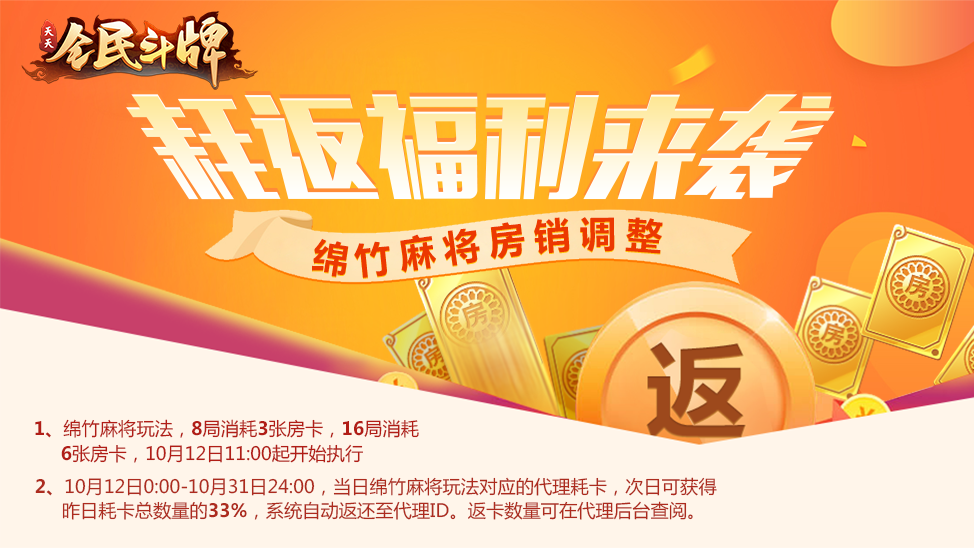 天天
全民斗牌
耗返福利来袭
绵竹麻将房销调整
房
房
房
房
房
返
1、绵竹麻将玩法，8局消耗3张房卡，16局消耗
6张房卡，10月12日11:00起开始执行
2、10月12日0:00-10月31日24:00，当日绵竹麻将玩法对应的代理耗卡，次日可获得
昨日耗卡总数量的33%，系统自动返还至代理ID。返卡数量可在代理后台查阅。